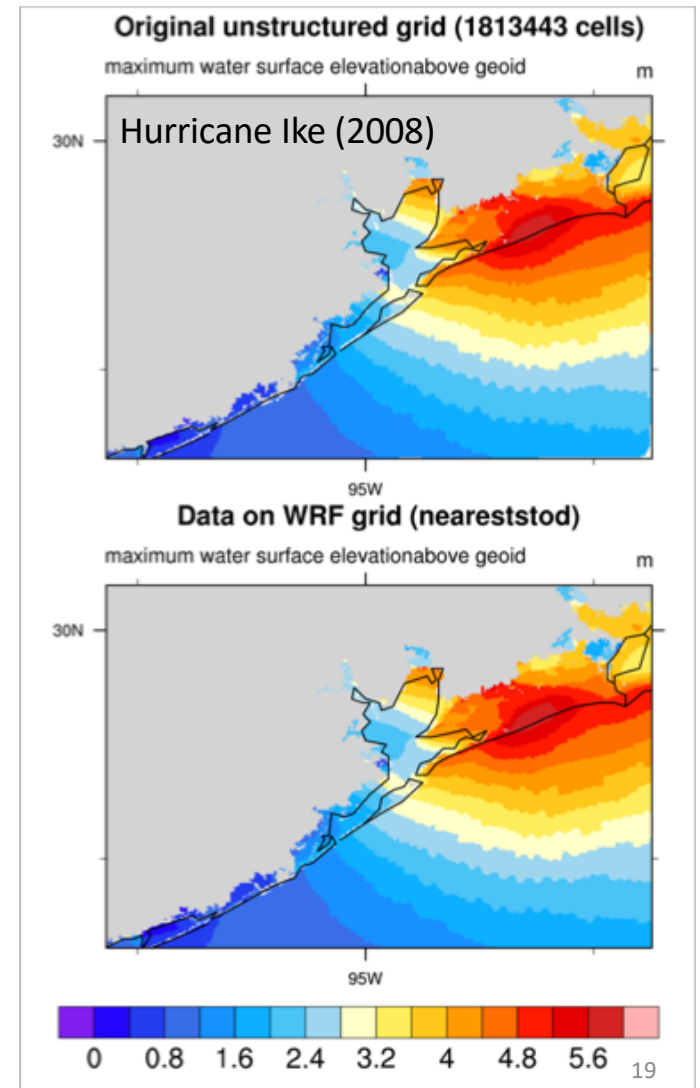 Original unstructured grid (1813443 cells)
maximum water surface elevationabove geoid m
30N
Hurricane Ike (2008)
95W
Data on WRF grid (neareststod)
maximum water surface elevationabove geoid m
30N
95W
0 0.8 1.6 2.4 3.2 4 4.8 5.6
19